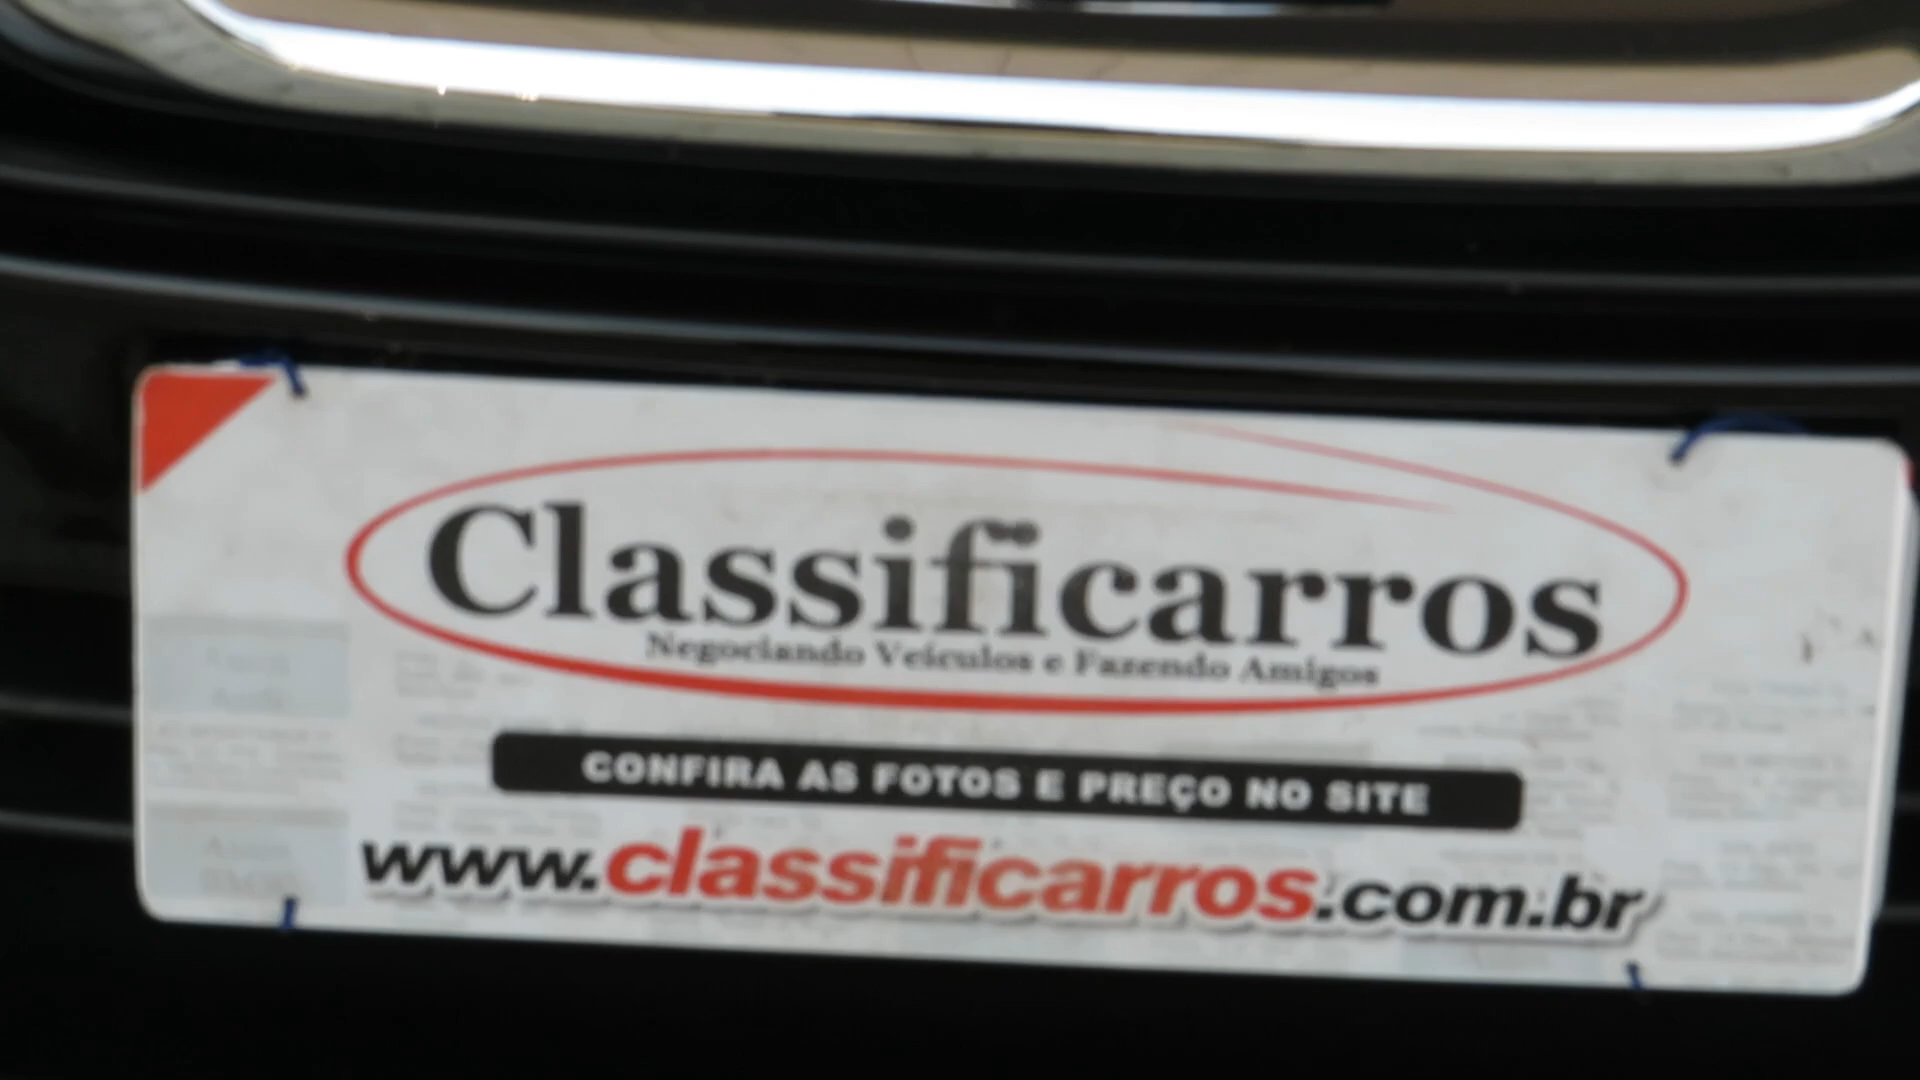 Classificarros
Negociando Veículos e Fazendo Amigos
CONFIRA AS FOTOS E PREÇO NO SITE
www.classificarros.com.br